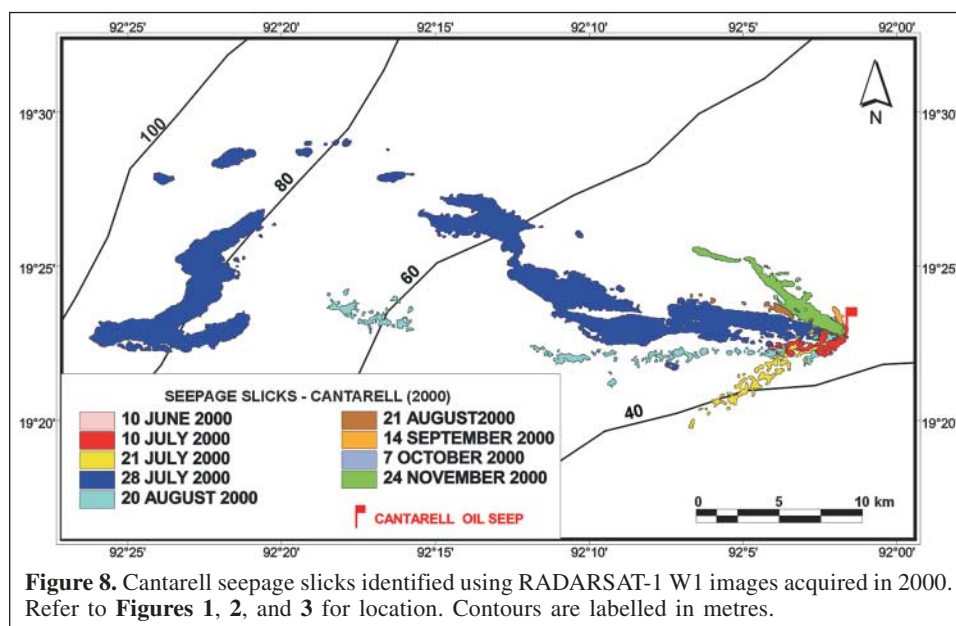 92°25' 92°20' 92°15' 92°10' 92°5' 92°00'
19°30' 19°30'
19°25' 19°25'
19°20' 19°20'
100
80
60
40
N
SEEPAGE SLICKS - CANTARELL (2000)
10 JUNE 2000
10 JULY 2000
21 JULY 2000
28 JULY 2000
20 AUGUST 2000
21 AUGUST2000
14 SEPTEMBER 2000
7 OCTOBER 2000
24 NOVEMBER 2000
CANTARELL OIL SEEP
0 5 10 km
92°25' 92°20' 92°15' 92°10' 92°5' 92°00'
Figure 8. Cantarell seepage slicks identified using RADARSAT-1 W1 images acquired in 2000.
Refer to Figures 1, 2, and 3 for location. Contours are labelled in metres.